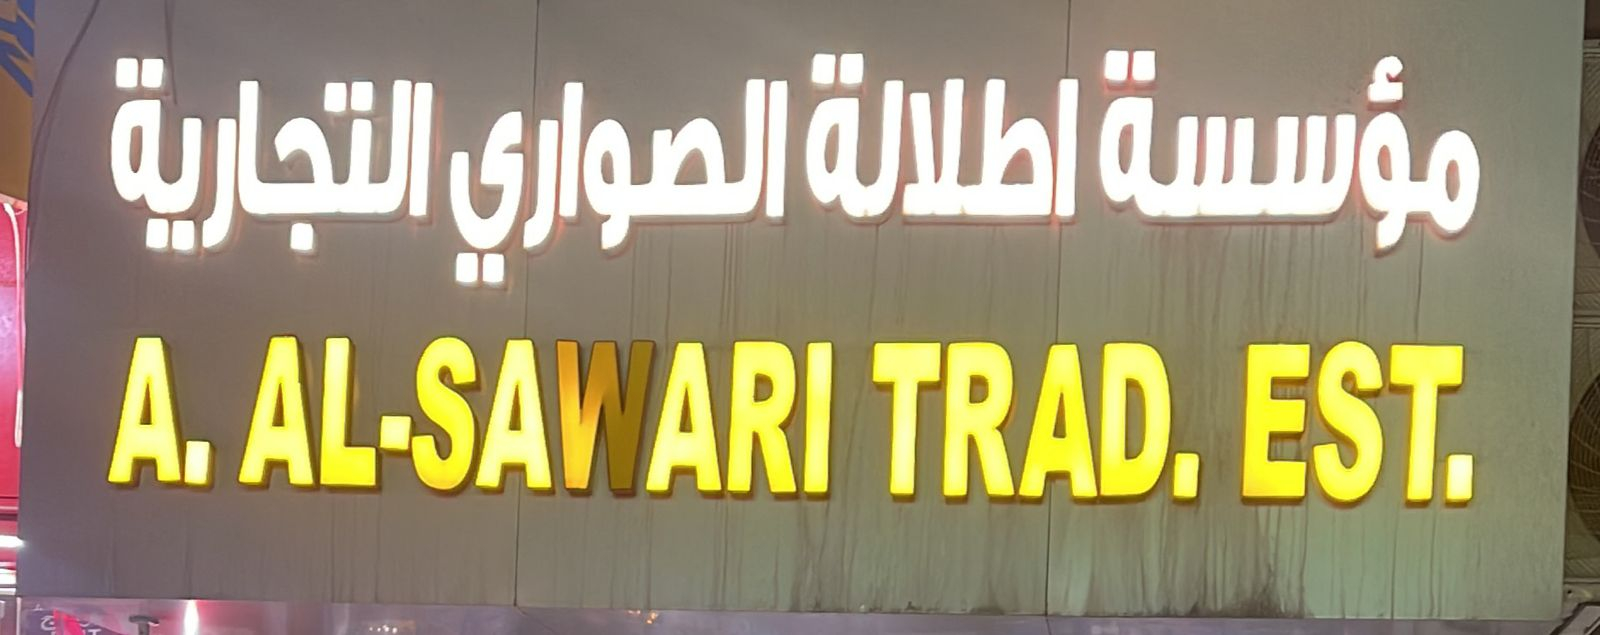 مؤسسة اطلالة الصواري التجارية
A. AL-SAWARI TRAD. EST.